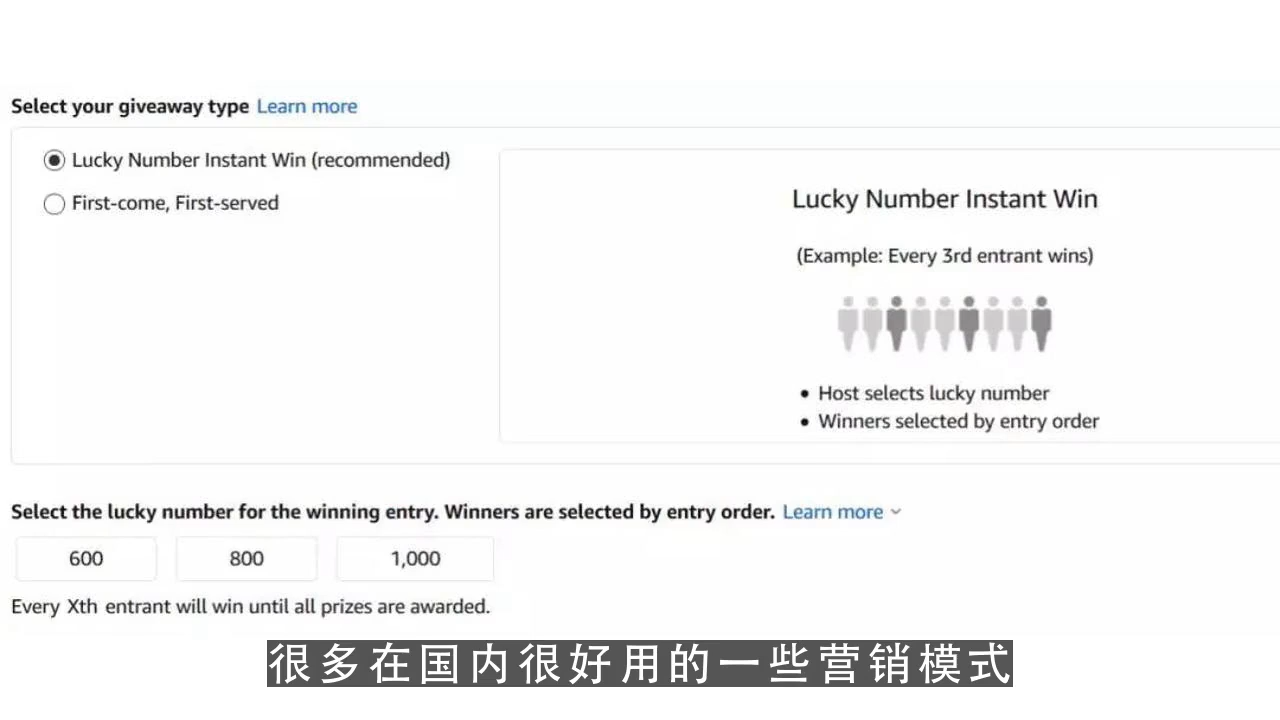 Select your giveaway type Learn more
Lucky Number Instant Win (recommended)
First-come, First-served
Lucky Number Instant Win
(Example: Every 3rd entrant wins)
• Host selects lucky number
• Winners selected by entry order
Select the lucky number for the winning entry. Winners are selected by entry order. Learn more
600 800 1,000
Every Xth entrant will win until all prizes are awarded.
很多在国内很好用的一些营销模式